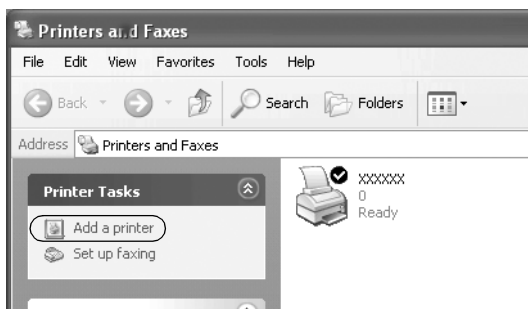 Printers and Faxes
File Edit View Favorites Tools Help
Back Search Folders
Address Printers and Faxes
Printer Tasks
Add a printer
Set up faxing
xxxxxx
0
Ready